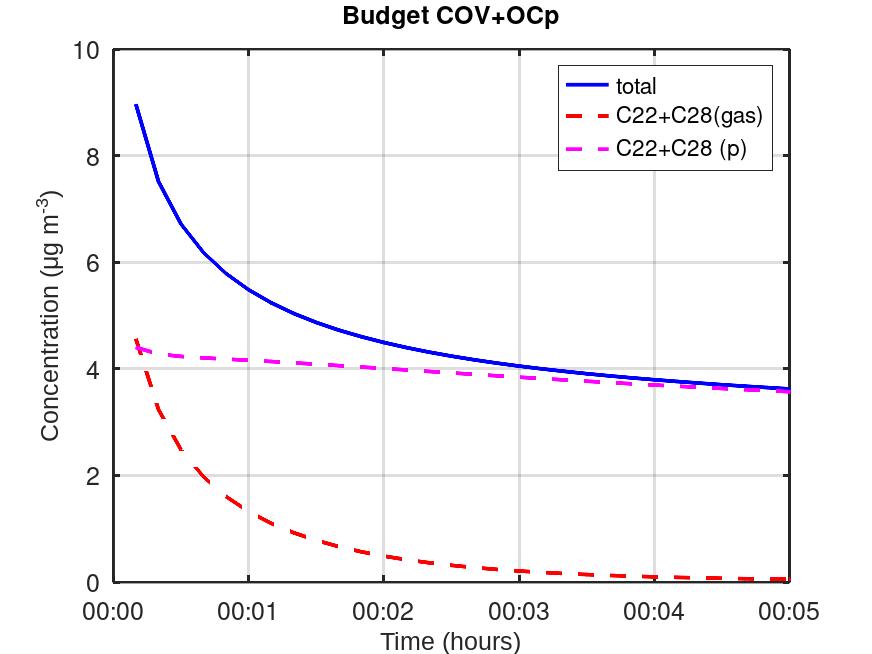 Budget COV+OCp
10
8
6
4
2
0
Concentration (μg m-3)
total
C22+C28(gas)
C22+C28 (p)
00:00 00:01 00:02 00:03 00:04 00:05
Time (hours)